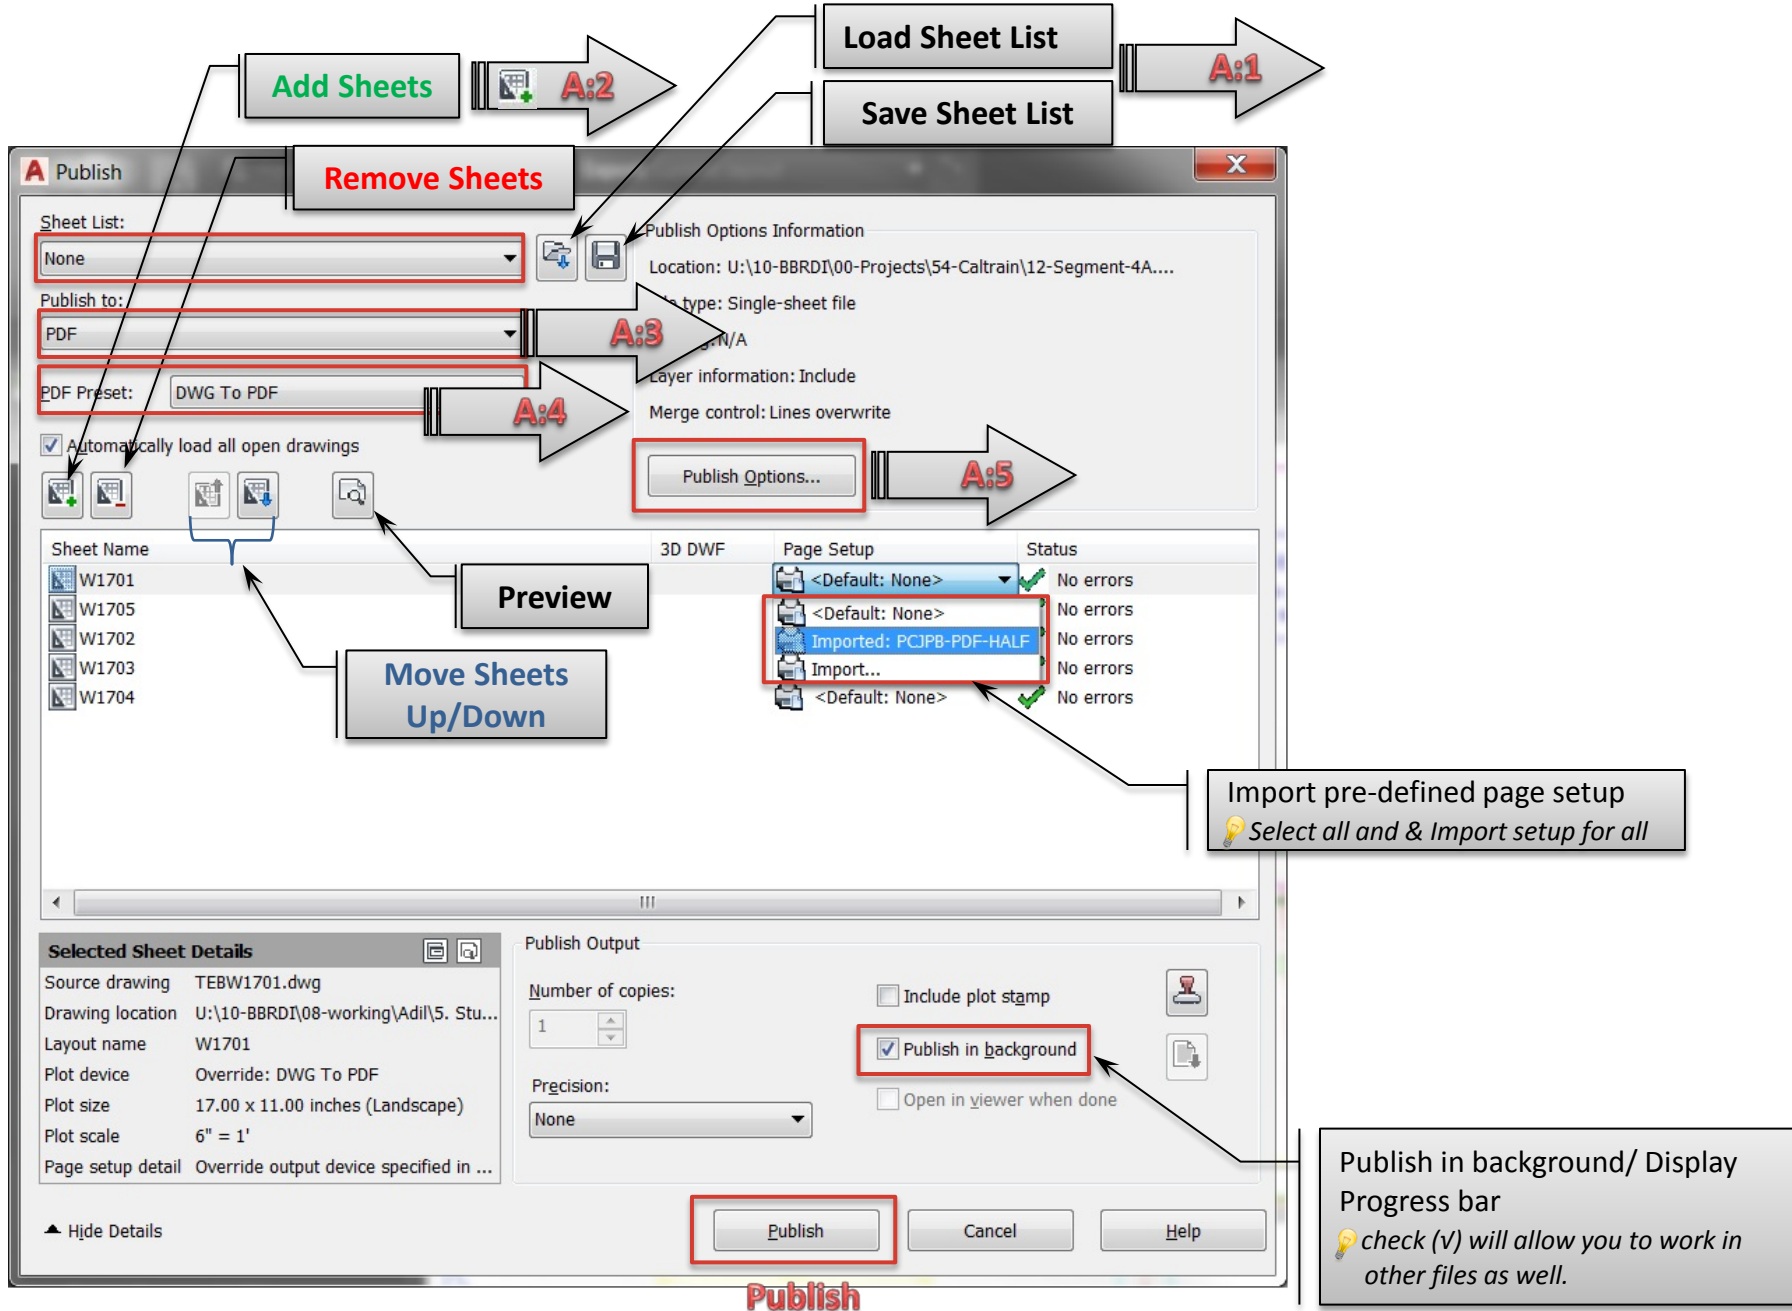 Load Sheet List
A:1
Add Sheets
A:2
Save Sheet List
Publish
Remove Sheets
Sheet List:
None
Publish to:
PDF
A:3
PDF Preset:
DWG To PDF
A:4
Automatically load all open drawings
Publish Options Information
Location: U:\10-BBRDI\00-Projects\54-Caltrain\12-Segment-4A....
type: Single-sheet file
N/A
Layer information: Include
Merge control: Lines overwrite
Publish Options...
A:5
Sheet Name 3D DWF Page Setup Status
W1701 <Default: None> No errors
W1705 <Default: None> No errors
W1702 Imported: PCJPB-PDF-HALF No errors
W1703 Import... No errors
W1704 <Default: None> No errors
Preview
Move Sheets
Up/Down
Import pre-defined page setup
Select all and & Import setup for all
Selected Sheet Details
Source drawing TEBW1701.dwg
Drawing location U:\10-BBRDI\08-working\Adil\5. Stu...
Layout name W1701
Plot device Override: DWG To PDF
Plot size 17.00 x 11.00 inches (Landscape)
Plot scale 6" = 1'
Page setup detail Override output device specified in ...
Publish Output
Number of copies:
1
Precision:
None
Include plot stamp
Publish in background
Open in viewer when done
Publish in background/ Display
Progress bar
check (√) will allow you to work in
other files as well.
Hide Details
Publish
Cancel
Help
Publish